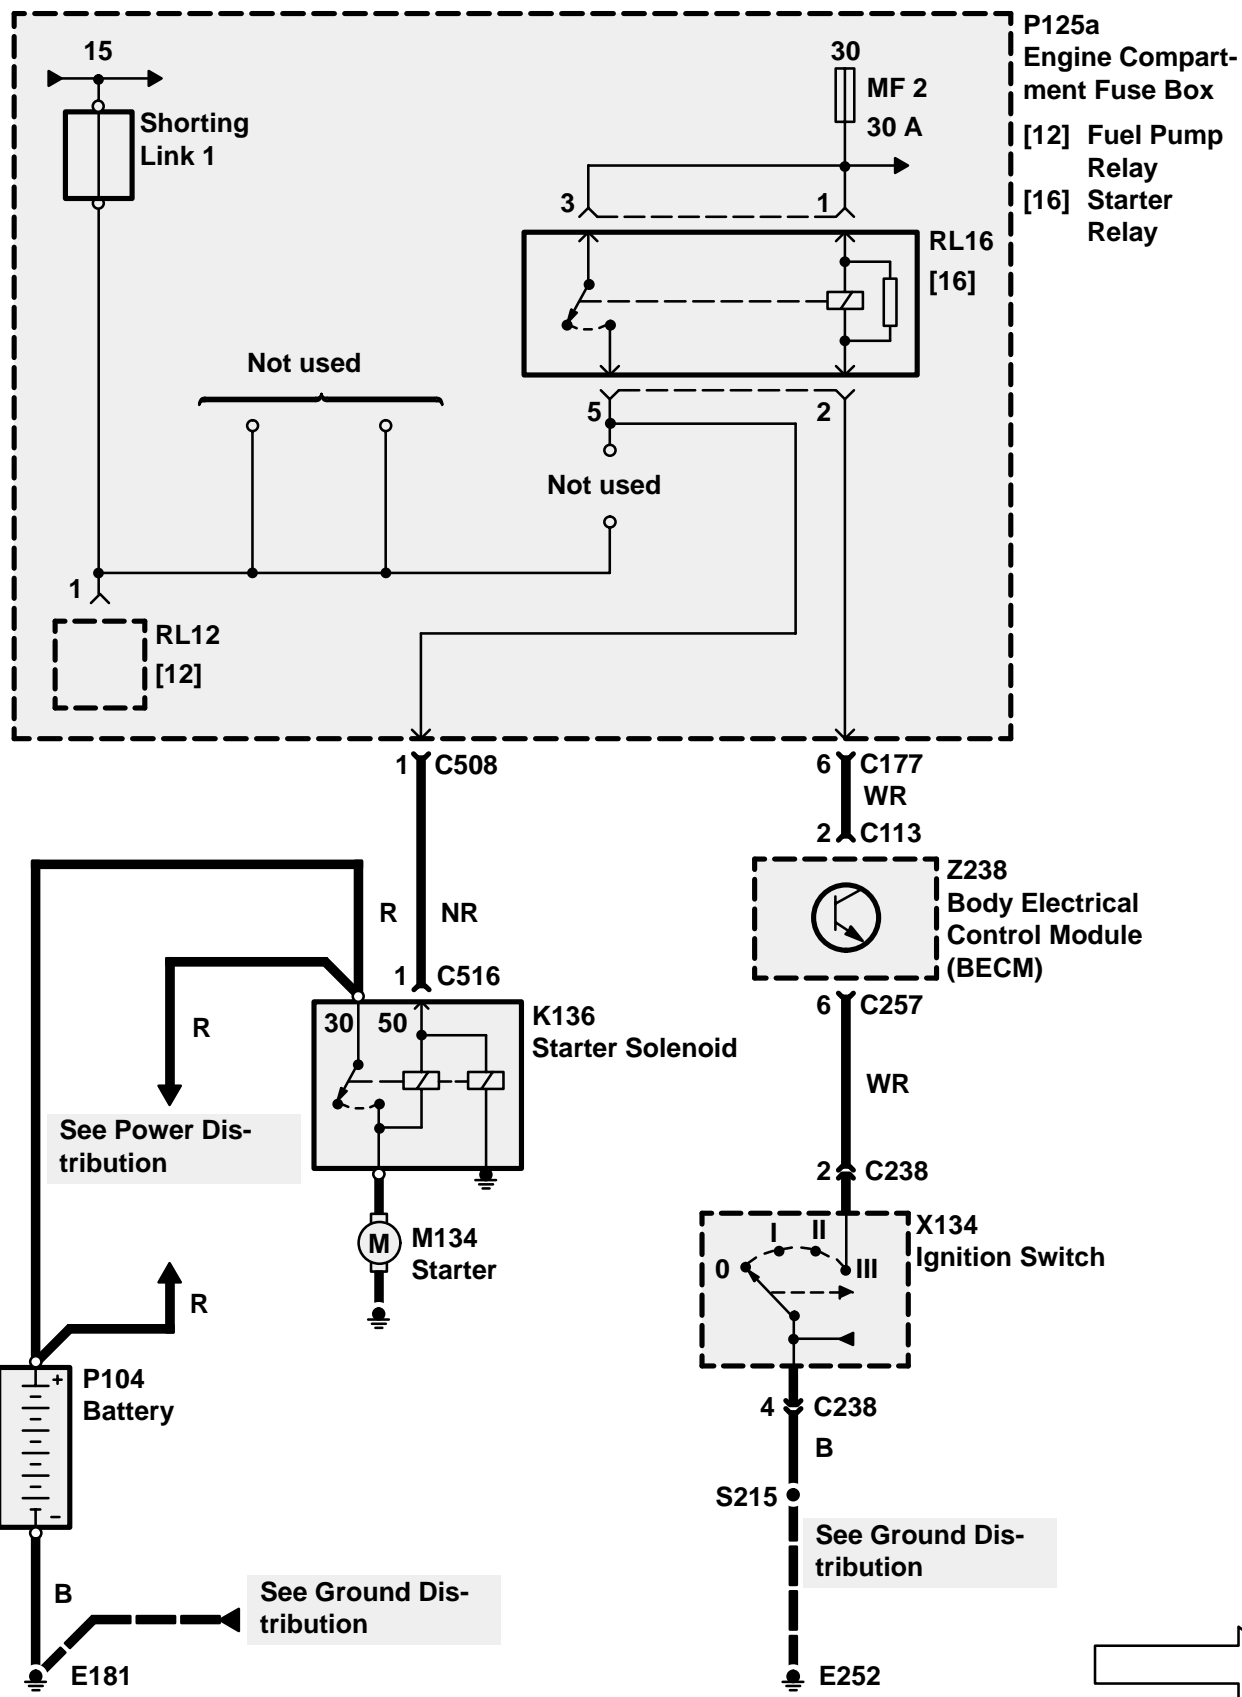 P125a
Engine Compart-
ment Fuse Box
[12] Fuel Pump
Relay
[16] Starter
Relay
15
30
MF 2
30 A
Shorting
Link 1
3
1
RL16
[16]
Not used
5
2
Not used
1
RL12
[12]
1 C508
6 C177
WR
2 C113
Z238
Body Electrical
Control Module
(BECM)
R
NR
1 C516
6 C257
30
50
K136
Starter Solenoid
R
WR
See Power Dis-
tribution
2 C238
M
M134
Starter
X134
Ignition Switch
0
I
II
III
R
+
P104
Battery
-
4 C238
B
S215
See Ground Dis-
tribution
B
See Ground Dis-
tribution
E181
E252